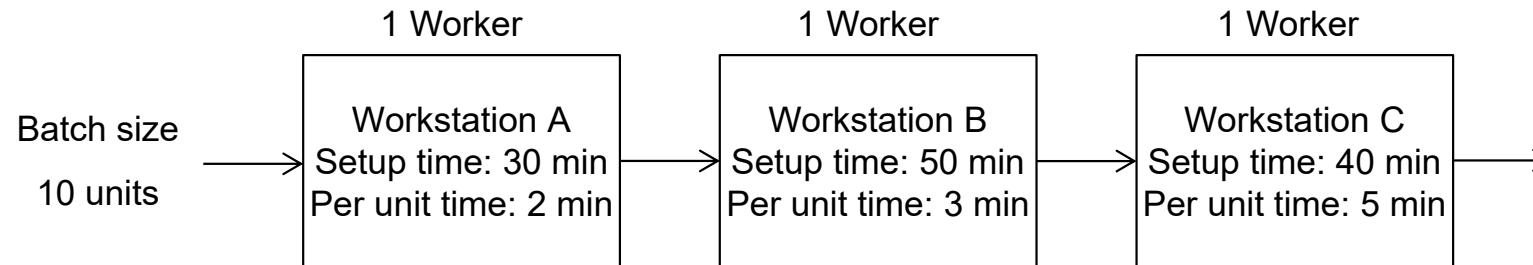 1 Worker
1 Worker
1 Worker
Batch size
10 units
Workstation A
Setup time: 30 min
Per unit time: 2 min
Workstation B
Setup time: 50 min
Per unit time: 3 min
Workstation C
Setup time: 40 min
Per unit time: 5 min